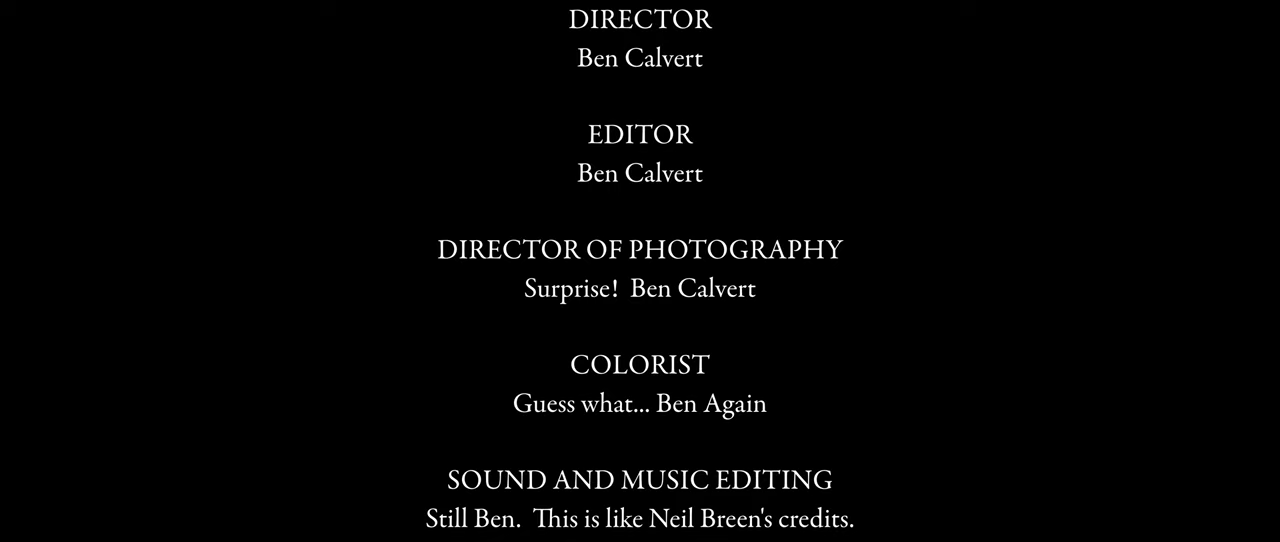 DIRECTOR
Ben Calvert
EDITOR
Ben Calvert
DIRECTOR OF PHOTOGRAPHY
Surprise!  Ben Calvert
COLORIST
Guess what... Ben Again
SOUND AND MUSIC EDITING
Still Ben.  This is like Neil Breen's credits.